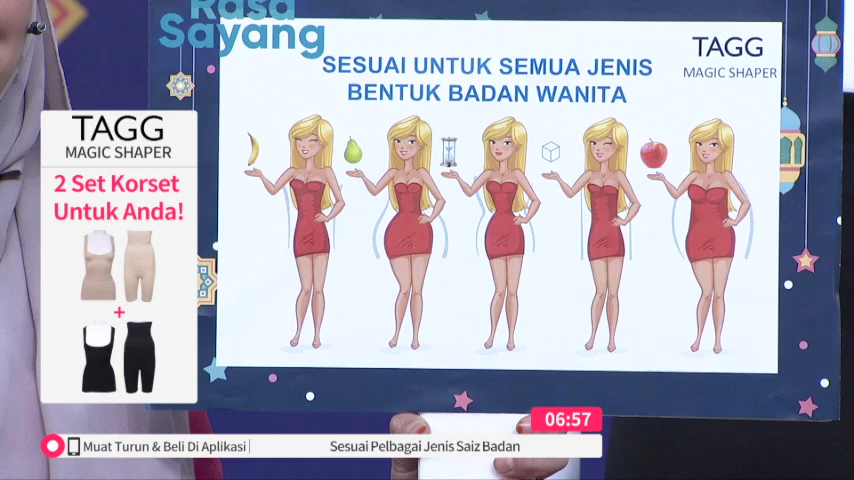 Rasa
Sayang
SESUAI UNTUK SEMUA JENIS
BENTUK BADAN WANITA
TAGG
MAGIC SHAPER
TAGG
MAGIC SHAPER
2 Set Korset
Untuk Anda!
+
06:57
Muat Turun & Beli Di Aplikasi
Sesuai Pelbagai Jenis Saiz Badan